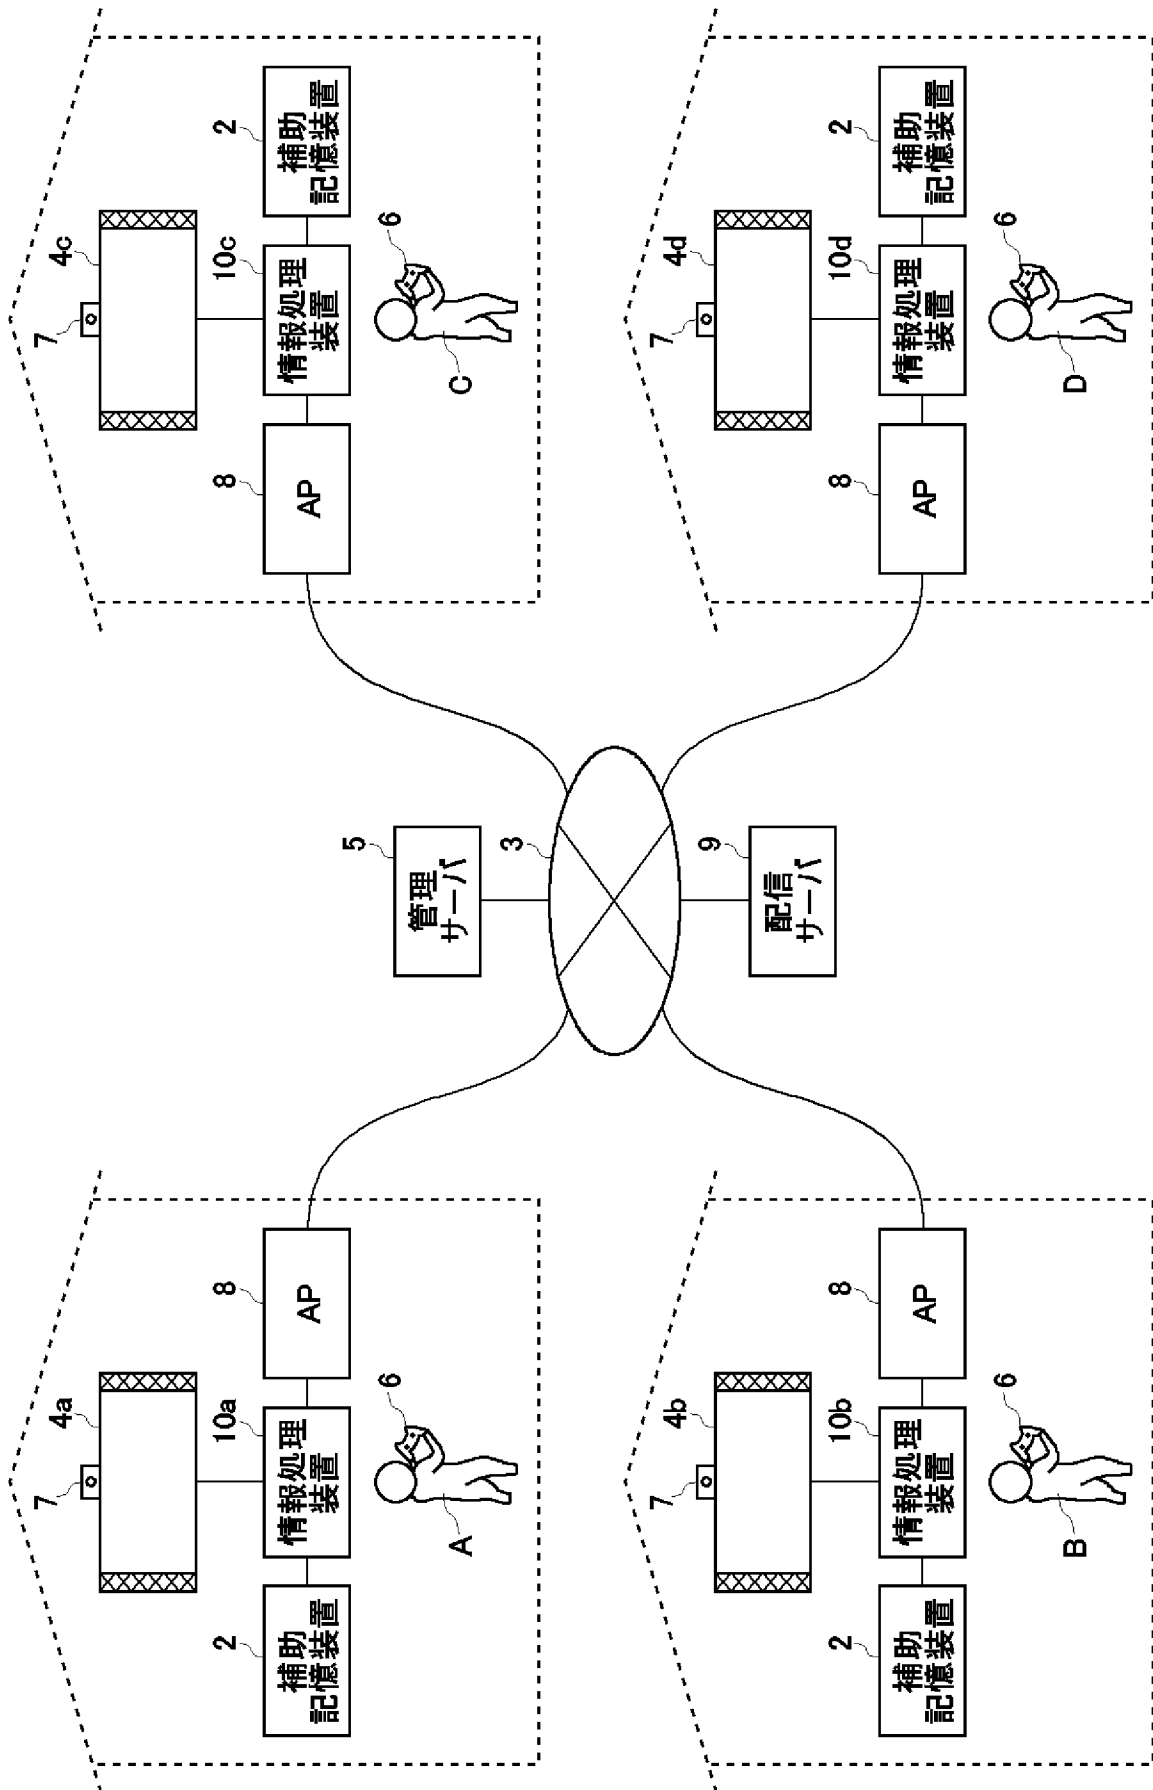 7
4a
2
補助
記憶装置
10a
情報処理
装置
8
AP
6
A
5
管理
サーバ
3
7
4c
8
AP
10c
情報処理
装置
2
補助
記憶装置
6
C
7
4b
2
補助
記憶装置
10b
情報処理
装置
8
AP
6
B
9
配信
サーバ
7
4d
8
AP
10d
情報処理
装置
2
補助
記憶装置
6
D